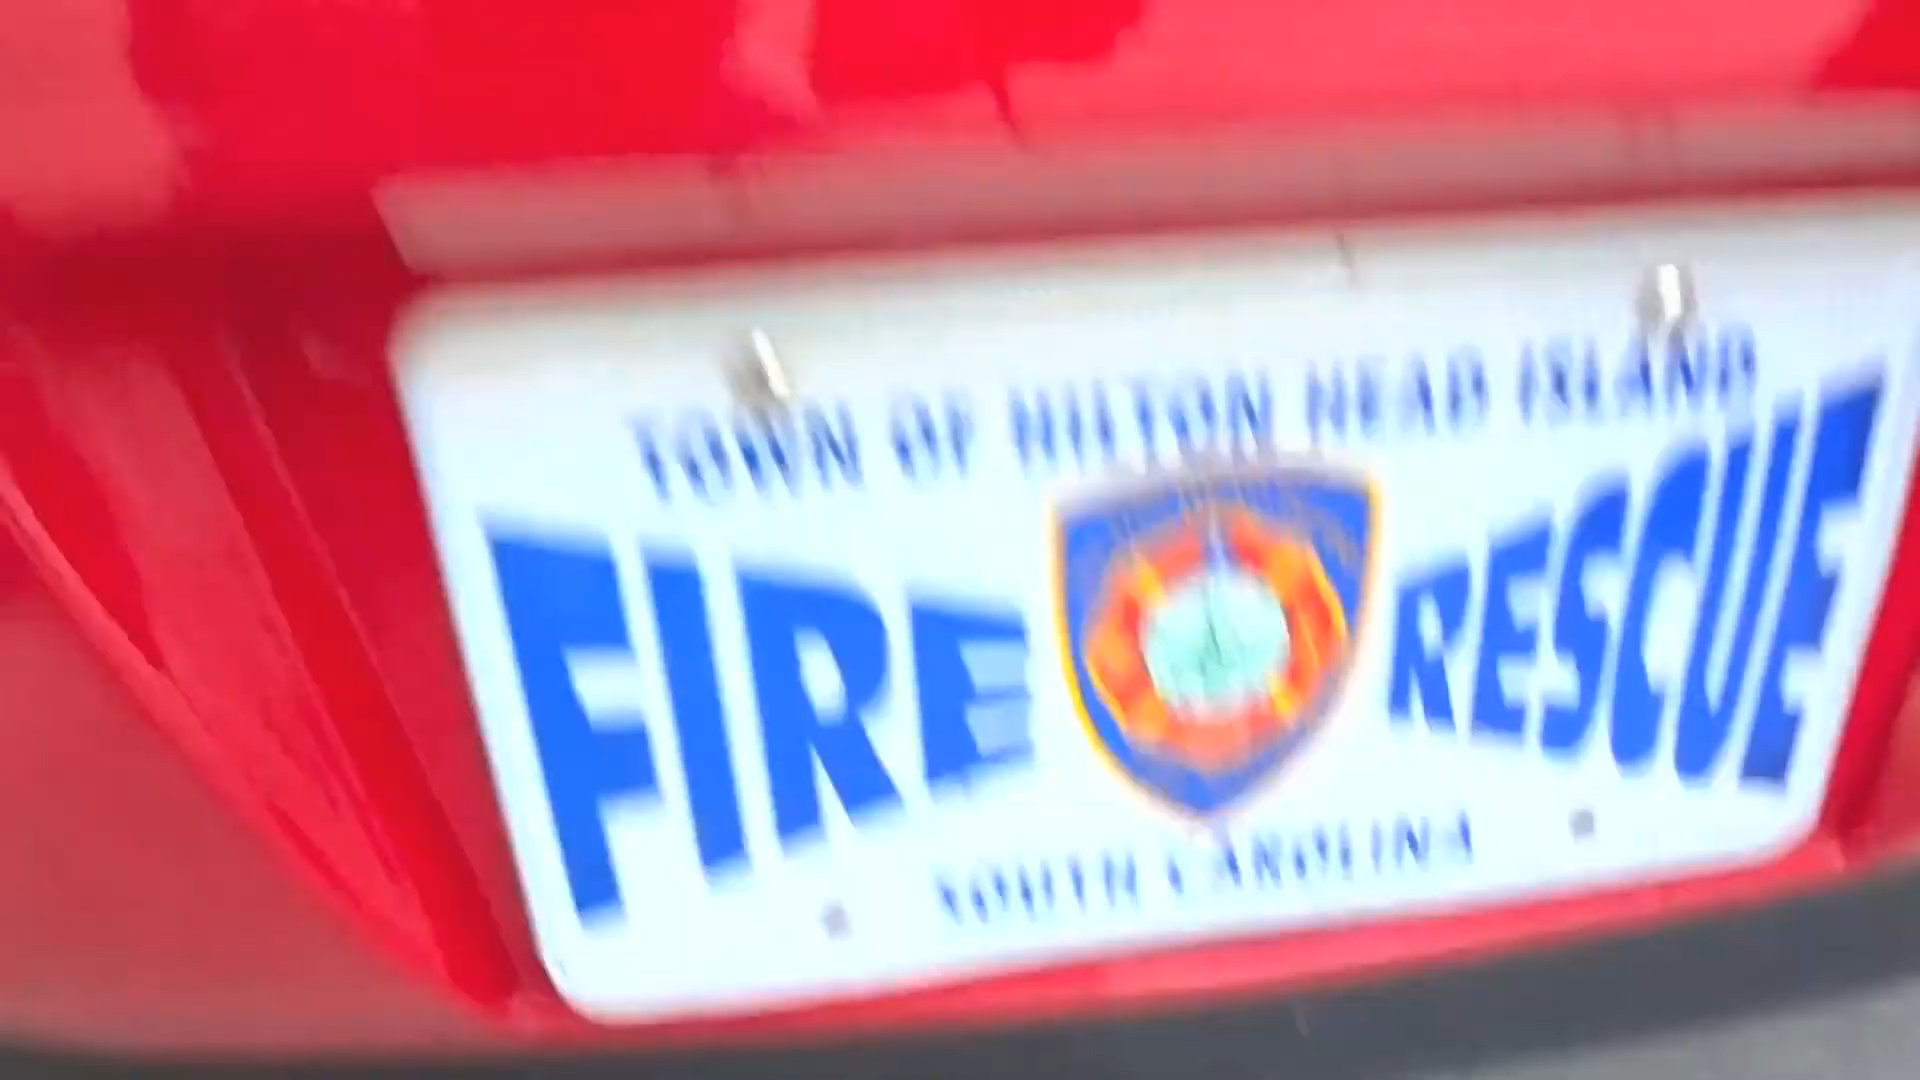 TOWN OF HILTON HEAD ISLAND
FIRE RESCUE
SOUTH CAROLINA